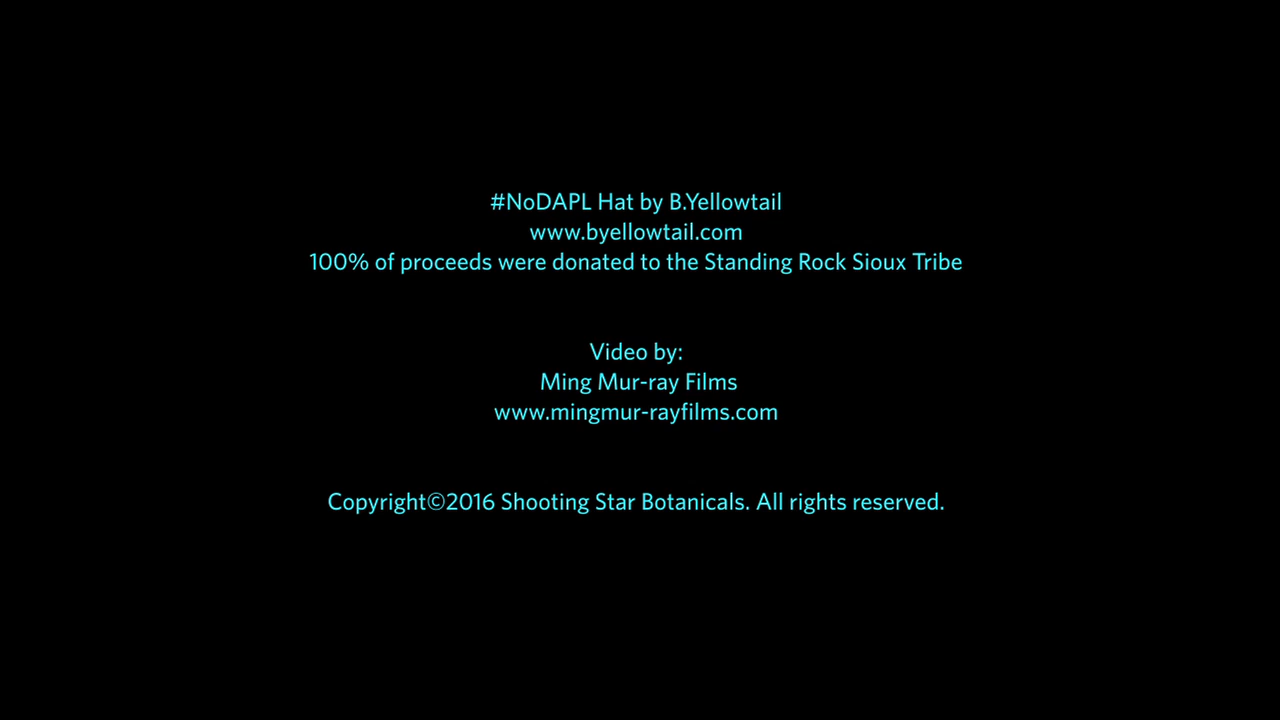 #NoDAPL Hat by B.Yellowtail
www.byellowtail.com
100% of proceeds were donated to the Standing Rock Sioux Tribe
Video by:
Ming Mur-ray Films
www.mingmur-rayfilms.com
Copyright©2016 Shooting Star Botanicals. All rights reserved.